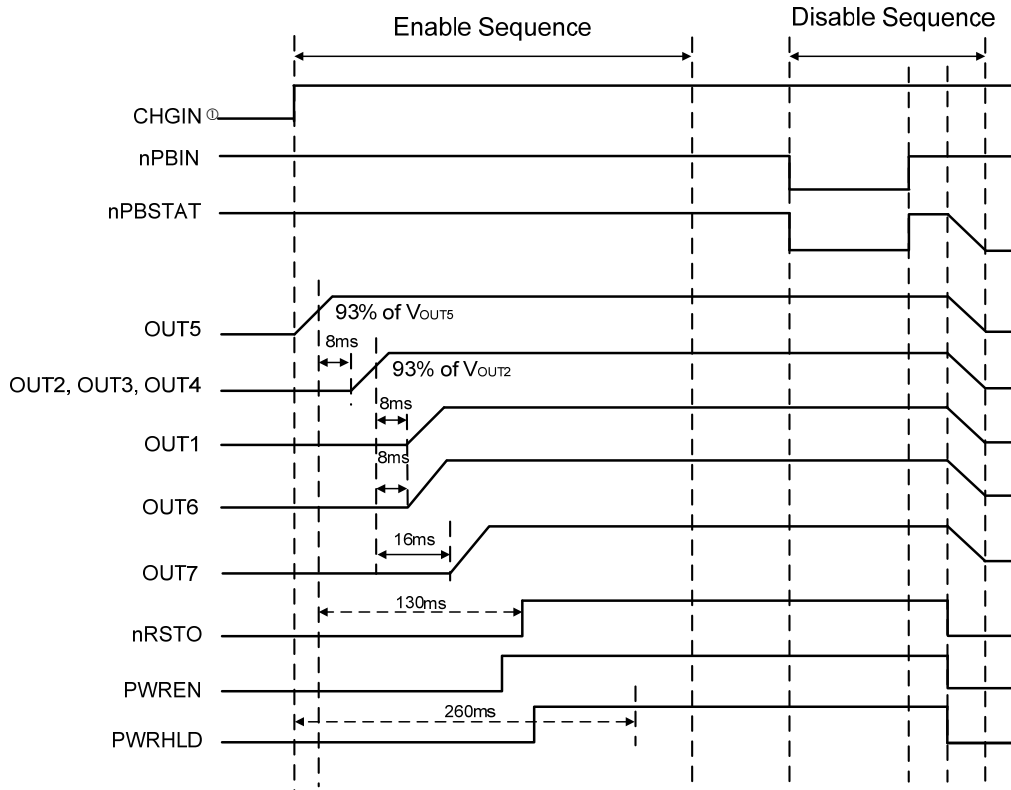 Enable Sequence
Disable Sequence
CHGIN ①
nPBIN
nPBSTAT
93% of VOUT5
OUT5
8ms
93% of VOUT2
OUT2, OUT3, OUT4
8ms
OUT1
8ms
OUT6
16ms
OUT7
130ms
nRSTO
PWREN
260ms
PWRHLD